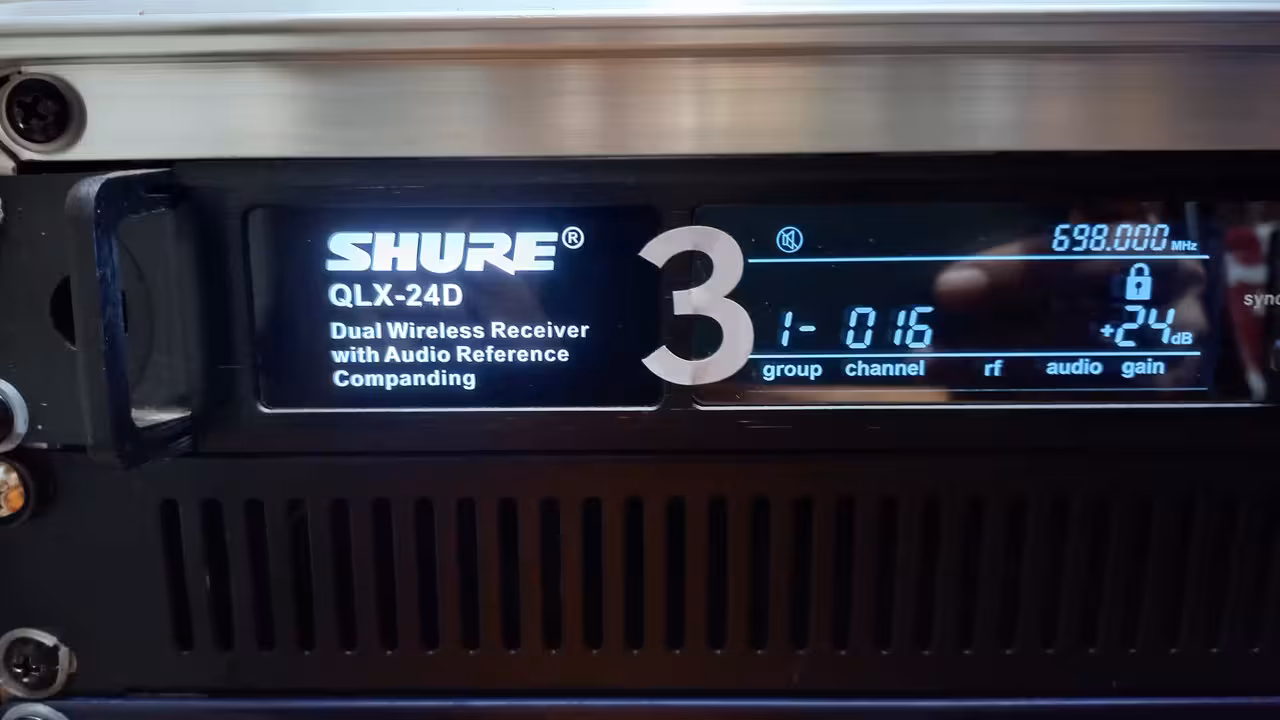 SHURE®
QLX-24D
Dual Wireless Receiver
with Audio Reference
Companding
3
698.000 MHz
1- 016
+24dB
group channel rf audio gain
sync